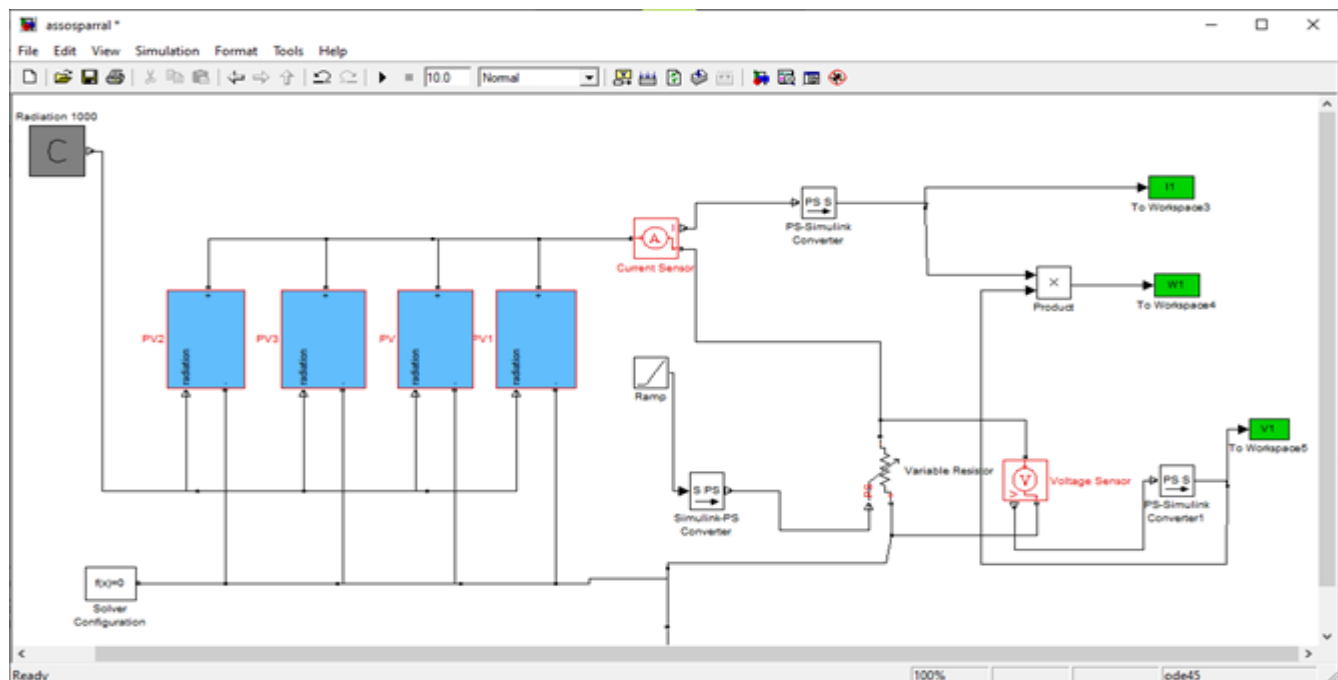 assosparral *
File Edit View Simulation Format Tools Help
10.0 Normal
Radiation 1000
C
I1
To Workspace3
PS S
PS-Simulink
Converter
A
I
Current Sensor
×
Product
W1
To Workspace4
+ + + +
PV2 PV3 PV PV1
radiation radiation radiation radiation
- - - -
Ramp
V1
To Workspace5
S PS
Simulink-PS
Converter
PS
Variable Resistor
V
V
Voltage Sensor
PS S
PS-Simulink
Converter1
f(x)=0
Solver
Configuration
Ready 100% ode45